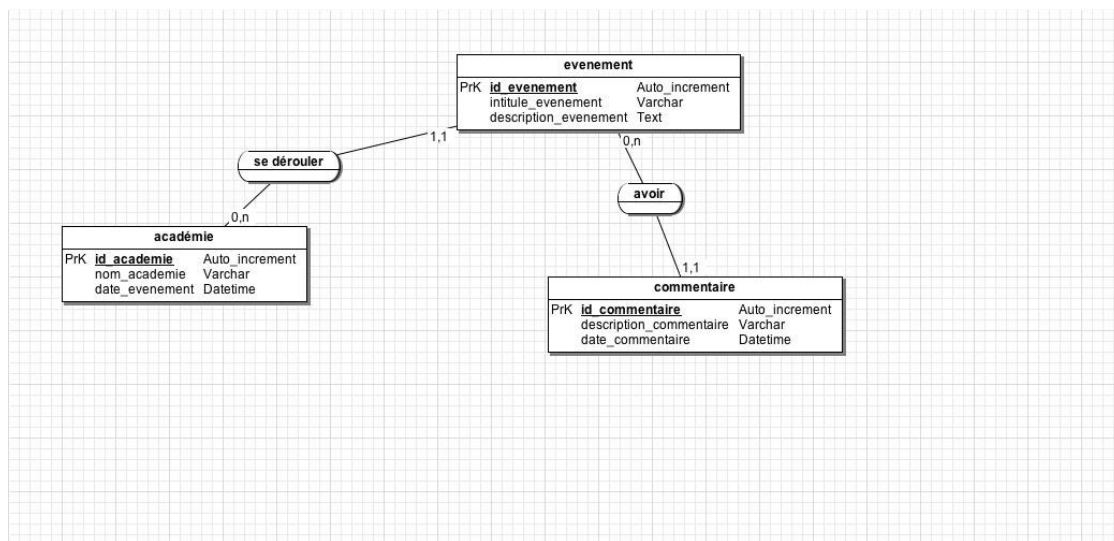 evenement
PrK id_evenement Auto_increment
intitule_evenement Varchar
description_evenement Text
1,1
0,n
se dérouler
avoir
0,n
académie
PrK id_academie Auto_increment
nom_academie Varchar
date_evenement Datetime
1,1
commentaire
PrK id_commentaire Auto_increment
description_commentaire Varchar
date_commentaire Datetime